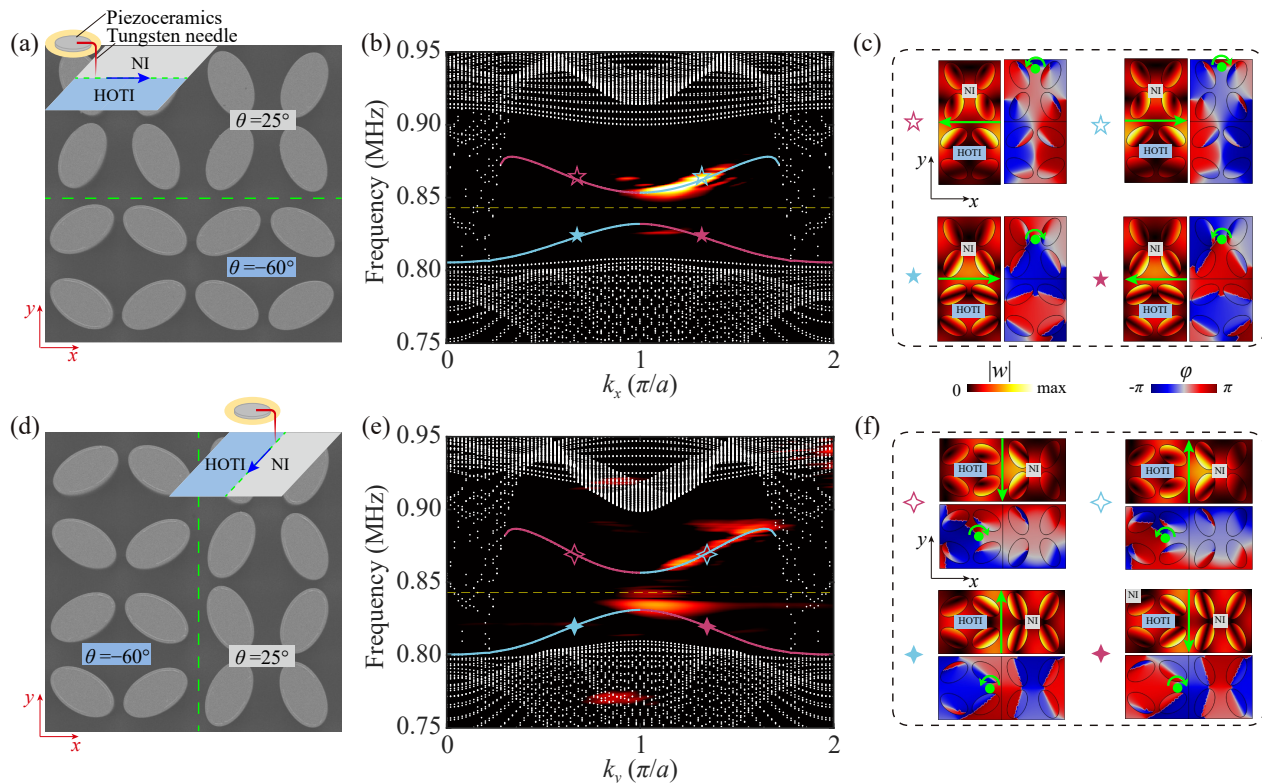 (a)
Piezoceramics
Tungsten needle
NI
HOTI
θ=25°
θ=−60°
y
x
(b)
0.95
0.90
0.85
0.80
0.75
Frequency (MHz)
0
1
2
kx (π/a)
(c)
NI
HOTI
NI
HOTI
y
x
NI
HOTI
NI
HOTI
0
|w|
max
-π
φ
π
(d)
HOTI
NI
θ=−60°
θ=25°
y
x
(e)
0.95
0.90
0.85
0.80
0.75
Frequency (MHz)
0
1
2
ky (π/a)
(f)
HOTI
NI
HOTI
NI
y
x
HOTI
NI
NI
HOTI
NI